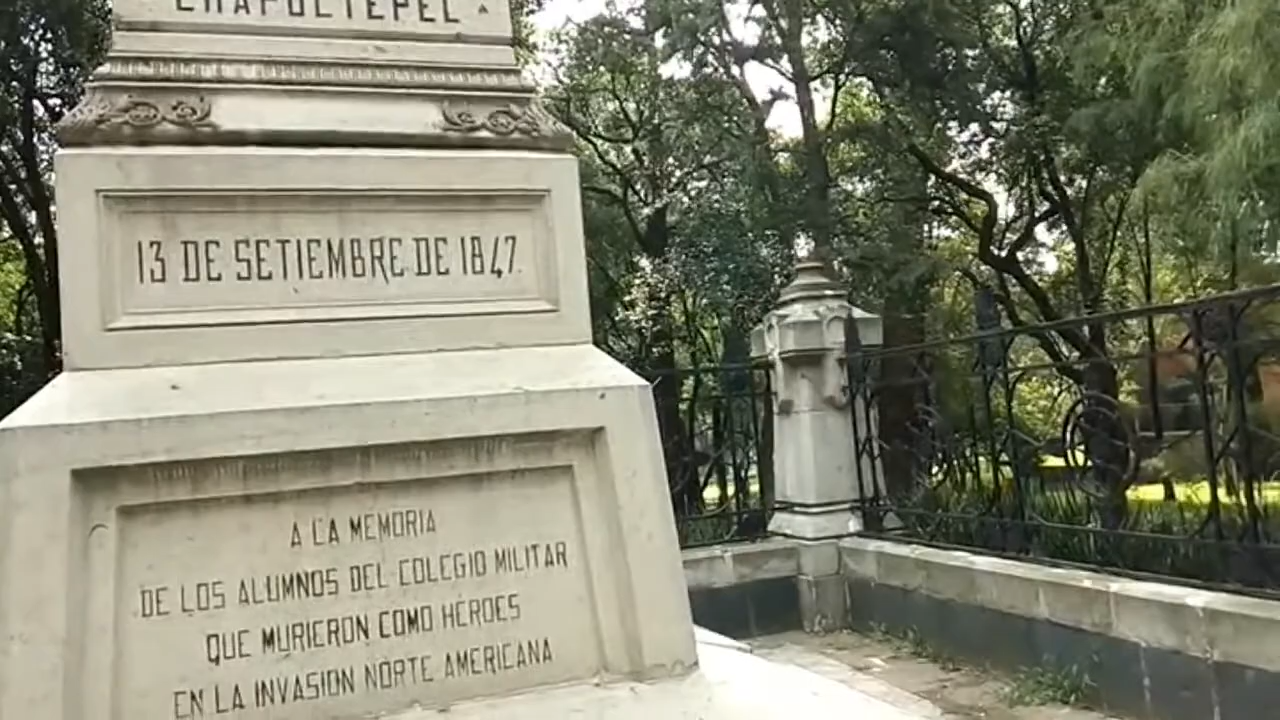 CHAPULTEPEC
13 DE SETIEMBRE DE 1847.
A LA MEMORIA
DE LOS ALUMNOS DEL COLEGIO MILITAR
QUE MURIERON COMO HÉROES
EN LA INVASION NORTE AMERICANA